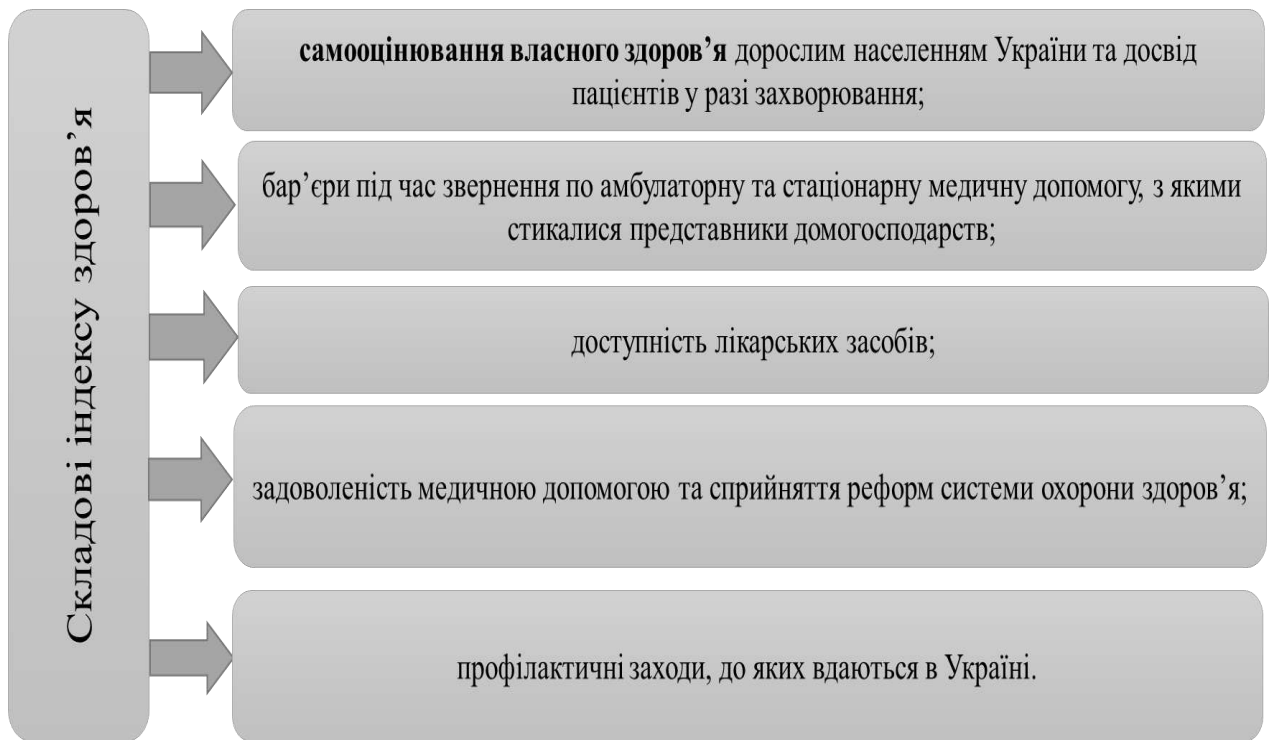 Складові індексу здоров’я
самооцінювання власного здоров’я дорослим населенням України та досвід
пацієнтів у разі захворювання;
бар’єри під час звернення по амбулаторну та стаціонарну медичну допомогу, з якими
стикалися представники домогосподарств;
доступність лікарських засобів;
задоволеність медичною допомогою та сприйняття реформ системи охорони здоров’я;
профілактичні заходи, до яких вдаються в Україні.